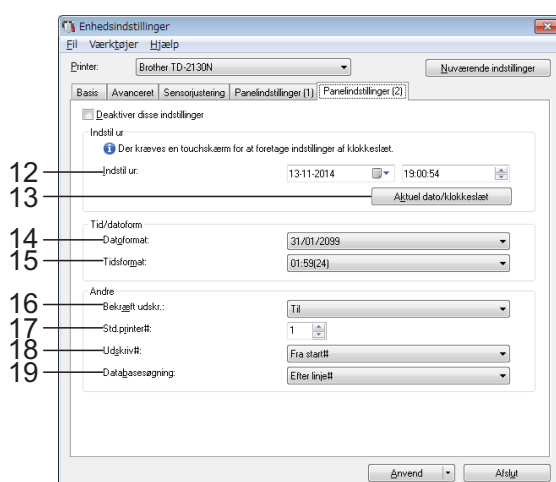 Enhedsindstillinger
Fil Værktøjer Hjælp
Printer: Brother TD-2130N Nuværende indstillinger
Basis Avanceret Sensorjustering Panelindstillinger (1) Panelindstillinger (2)
Deaktiver disse indstillinger
Indstil ur
Der kræves en touchskærm for at foretage indstillinger af klokkeslæt.
12 Indstil ur: 13-11-2014 19:00:54
13 Aktuel dato/klokkeslæt
Tid/datoform
14 Datoformat: 31/01/2099
15 Tidsformat: 01:59(24)
Andre
16 Bekræft udskr.: Til
17 Std.printer#: 1
18 Udskriv#: Fra start#
19 Databasesøgning: Efter linje#
Anvend Afslut